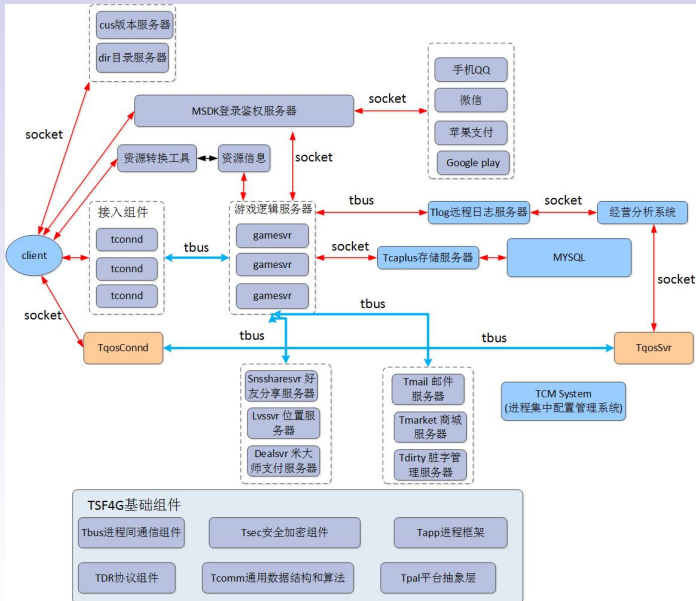 cus版本服务器
dir目录服务器
手机QQ
微信
苹果支付
Google play
MSDK登录鉴权服务器
socket
socket
socket
资源转换工具
资源信息
接入组件
tconnd
tconnd
tconnd
client
tbus
游戏逻辑服务器
gamesvr
gamesvr
gamesvr
tbus
Tlog远程日志服务器
socket
经营分析系统
socket
Tcaplus存储服务器
MYSQL
socket
socket
tbus
tbus
tbus
TqosConnd
TqosSvr
Snssharesvr 好
友分享服务器
Lvssvr 位置服
务器
Dealsvr 米大
师支付服务器
Tmail 邮件
服务器
Tmarket 商城
服务器
Tdirty 脏字管
理服务器
TCM System
(进程集中配置管理系统)
TSF4G基础组件
Tbus进程间通信组件
Tsec安全加密组件
Tapp进程框架
TDR协议组件
Tcomm通用数据结构和算法
Tpal平台抽象层